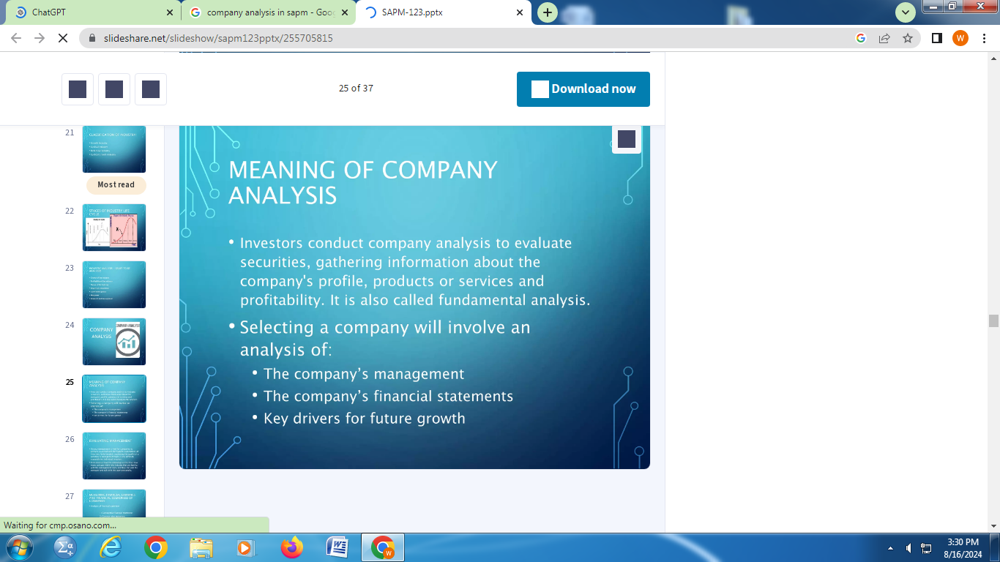 ChatGPT
company analysis in sapm - Goo
SAPM-123.pptx
slideshare.net/slideshow/sapm123pptx/255705815
W
25 of 37
Download now
21
CLASSIFICATION OF INDUSTRY
Most read
22
STAGES OF INDUSTRY LIFE CYCLE
23
24
COMPANY ANALYSIS
COMPANY ANALYSIS
25
MEANING OF COMPANY ANALYSIS
26
EVALUATING MANAGEMENT
27
MEANING OF COMPANY
ANALYSIS
• Investors conduct company analysis to evaluate
securities, gathering information about the
company's profile, products or services and
profitability. It is also called fundamental analysis.
• Selecting a company will involve an
analysis of:
• The company’s management
• The company’s financial statements
• Key drivers for future growth
Waiting for cmp.osano.com...
W
3:30 PM
8/16/2024